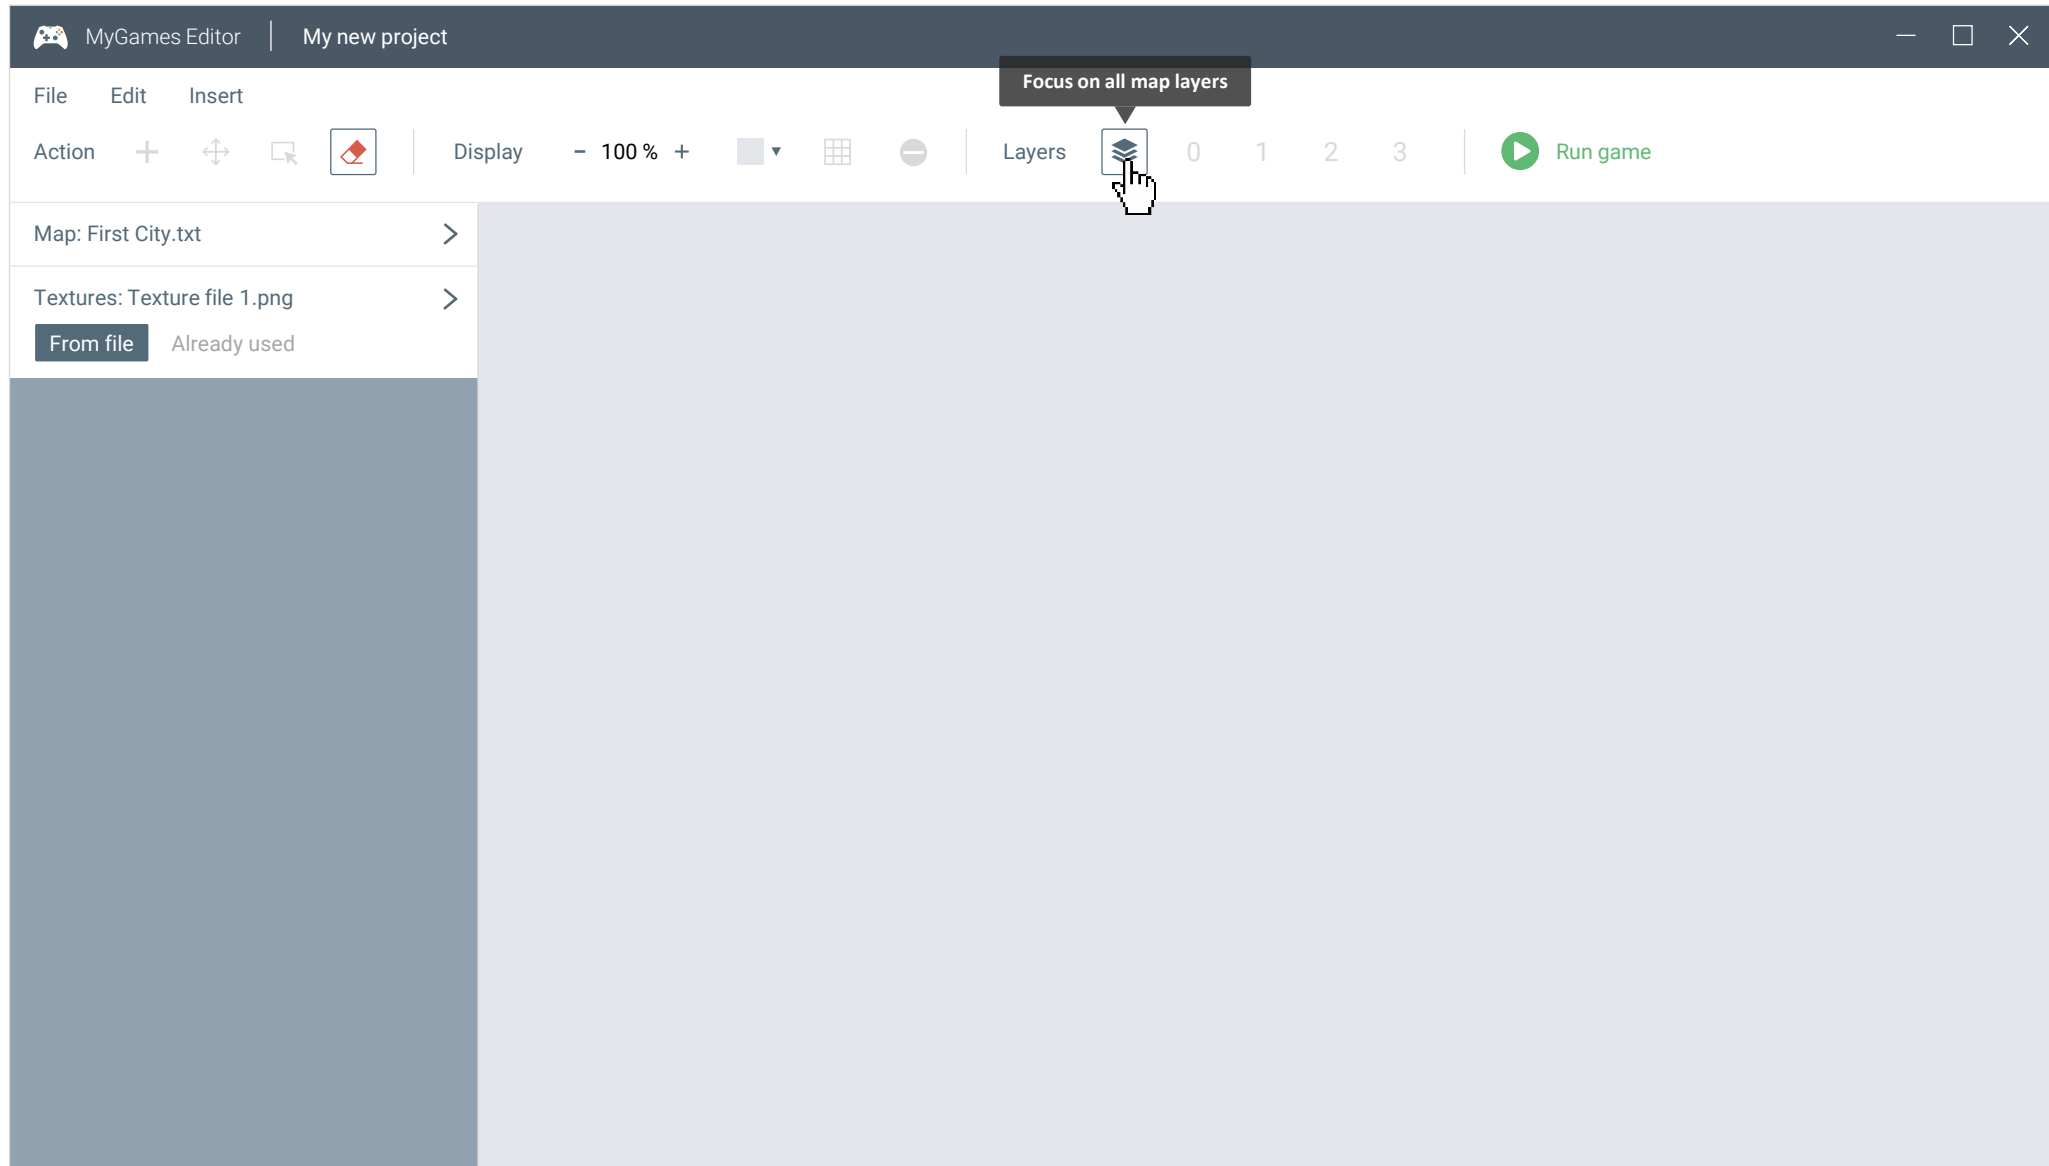 MyGames Editor
My new project
Focus on all map layers
File Edit Insert
Action Display - 100 % + Layers 0 1 2 3 Run game
Map: First City.txt
Textures: Texture file 1.png
From file Already used